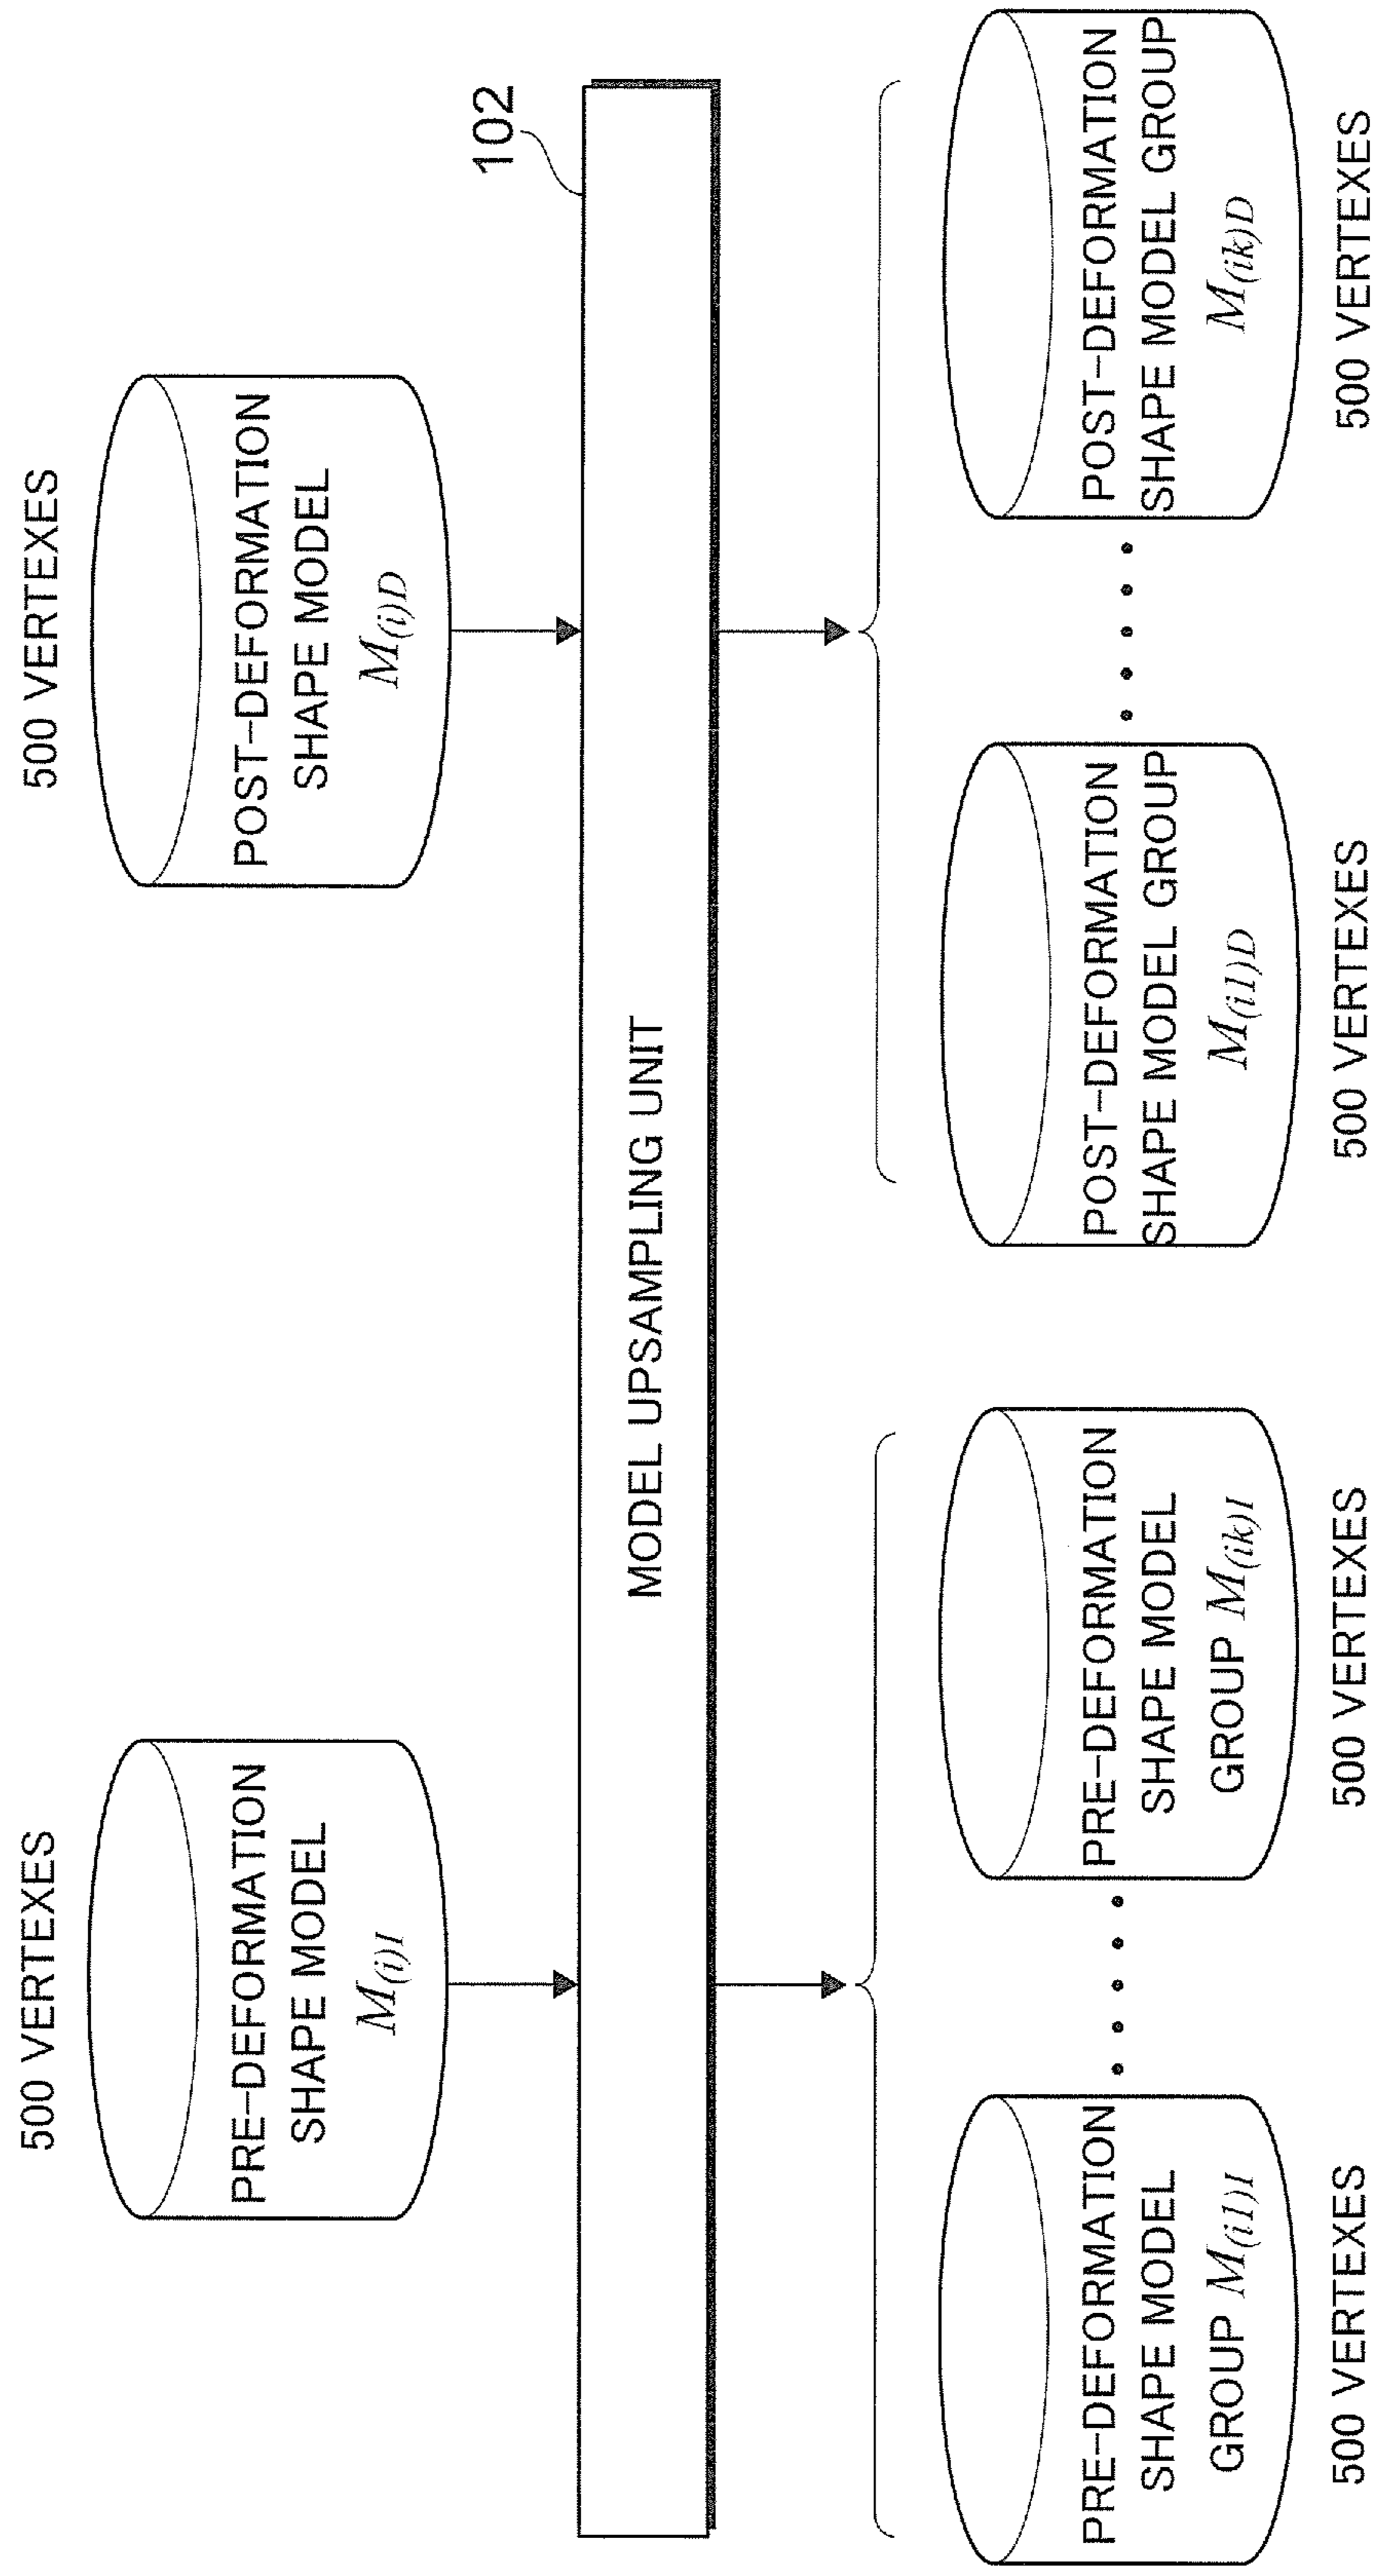 500 VERTEXES
PRE-DEFORMATION
SHAPE MODEL
M(i)I
500 VERTEXES
POST-DEFORMATION
SHAPE MODEL
M(i)D
102
MODEL UPSAMPLING UNIT
PRE-DEFORMATION
SHAPE MODEL
GROUP M(i1)I
500 VERTEXES
PRE-DEFORMATION
SHAPE MODEL
GROUP M(ik)I
500 VERTEXES
POST-DEFORMATION
SHAPE MODEL GROUP
M(i1)D
500 VERTEXES
POST-DEFORMATION
SHAPE MODEL GROUP
M(ik)D
500 VERTEXES